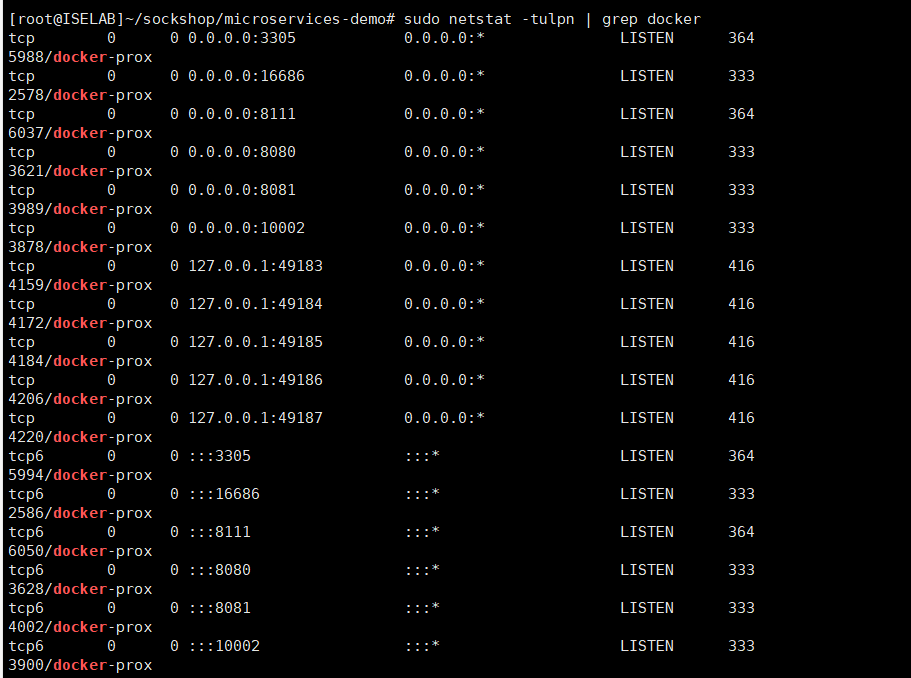 [root@ISELAB]~/sockshop/microservices-demo# sudo netstat -tulpn | grep docker
tcp        0      0 0.0.0.0:3305            0.0.0.0:*               LISTEN      364
5988/docker-prox
tcp        0      0 0.0.0.0:16686           0.0.0.0:*               LISTEN      333
2578/docker-prox
tcp        0      0 0.0.0.0:8111            0.0.0.0:*               LISTEN      364
6037/docker-prox
tcp        0      0 0.0.0.0:8080            0.0.0.0:*               LISTEN      333
3621/docker-prox
tcp        0      0 0.0.0.0:8081            0.0.0.0:*               LISTEN      333
3989/docker-prox
tcp        0      0 0.0.0.0:10002           0.0.0.0:*               LISTEN      333
3878/docker-prox
tcp        0      0 127.0.0.1:49183         0.0.0.0:*               LISTEN      416
4159/docker-prox
tcp        0      0 127.0.0.1:49184         0.0.0.0:*               LISTEN      416
4172/docker-prox
tcp        0      0 127.0.0.1:49185         0.0.0.0:*               LISTEN      416
4184/docker-prox
tcp        0      0 127.0.0.1:49186         0.0.0.0:*               LISTEN      416
4206/docker-prox
tcp        0      0 127.0.0.1:49187         0.0.0.0:*               LISTEN      416
4220/docker-prox
tcp6       0      0 :::3305                 :::*                    LISTEN      364
5994/docker-prox
tcp6       0      0 :::16686                :::*                    LISTEN      333
2586/docker-prox
tcp6       0      0 :::8111                 :::*                    LISTEN      364
6050/docker-prox
tcp6       0      0 :::8080                 :::*                    LISTEN      333
3628/docker-prox
tcp6       0      0 :::8081                 :::*                    LISTEN      333
4002/docker-prox
tcp6       0      0 :::10002                :::*                    LISTEN      333
3900/docker-prox